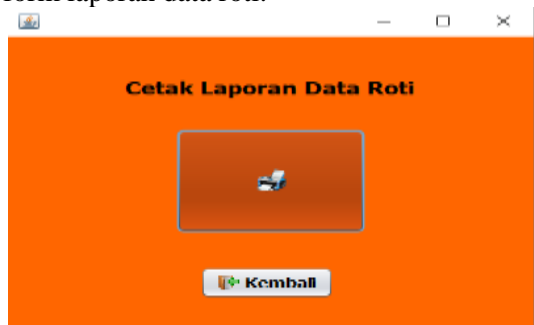 form laporan data roti.
Cetak Laporan Data Roti
Kembali